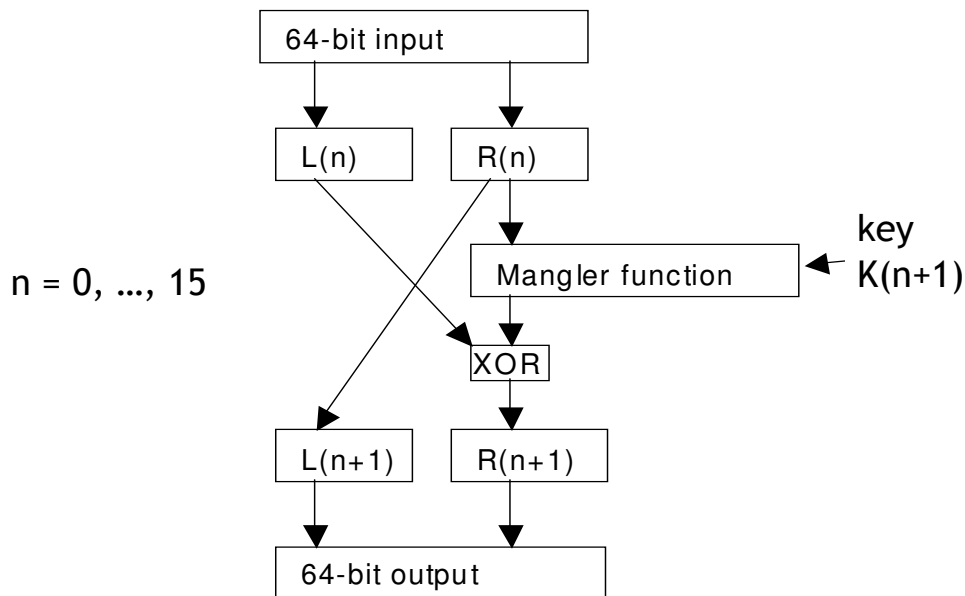 64-bit input
L(n)
R(n)
key
K(n+1)
Mangler function
n = 0, ..., 15
XOR
L(n+1)
R(n+1)
64-bit output